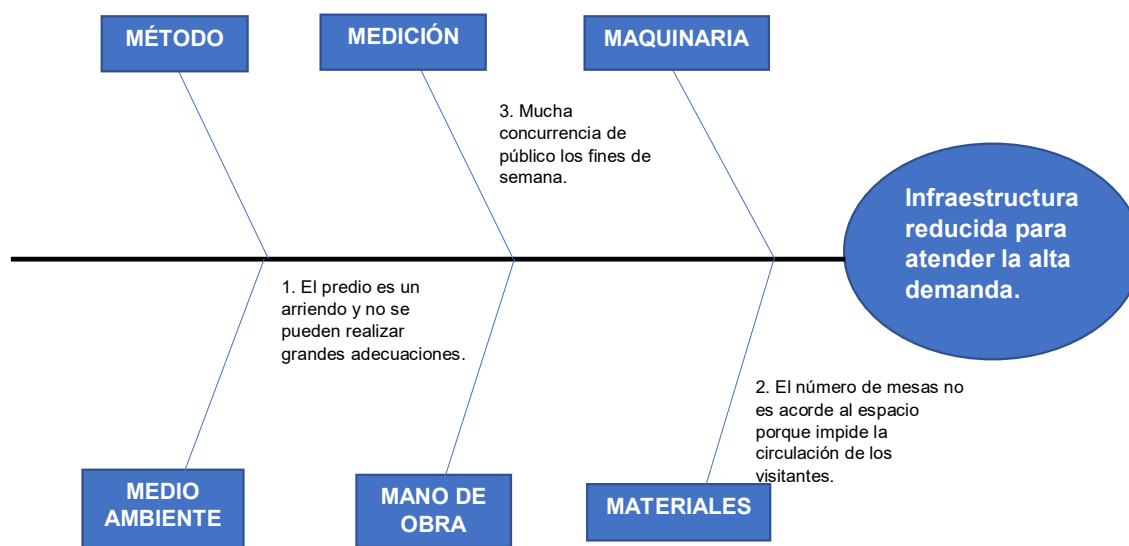 MÉTODO
MEDICIÓN
MAQUINARIA
3. Mucha
concurrencia de
público los fines de
semana.
Infraestructura
reducida para
atender la alta
demanda.
1. El predio es un
arriendo y no se
pueden realizar
grandes adecuaciones.
2. El número de mesas no
es acorde al espacio
porque impide la
circulación de los
visitantes.
MEDIO
AMBIENTE
MANO DE
OBRA
MATERIALES